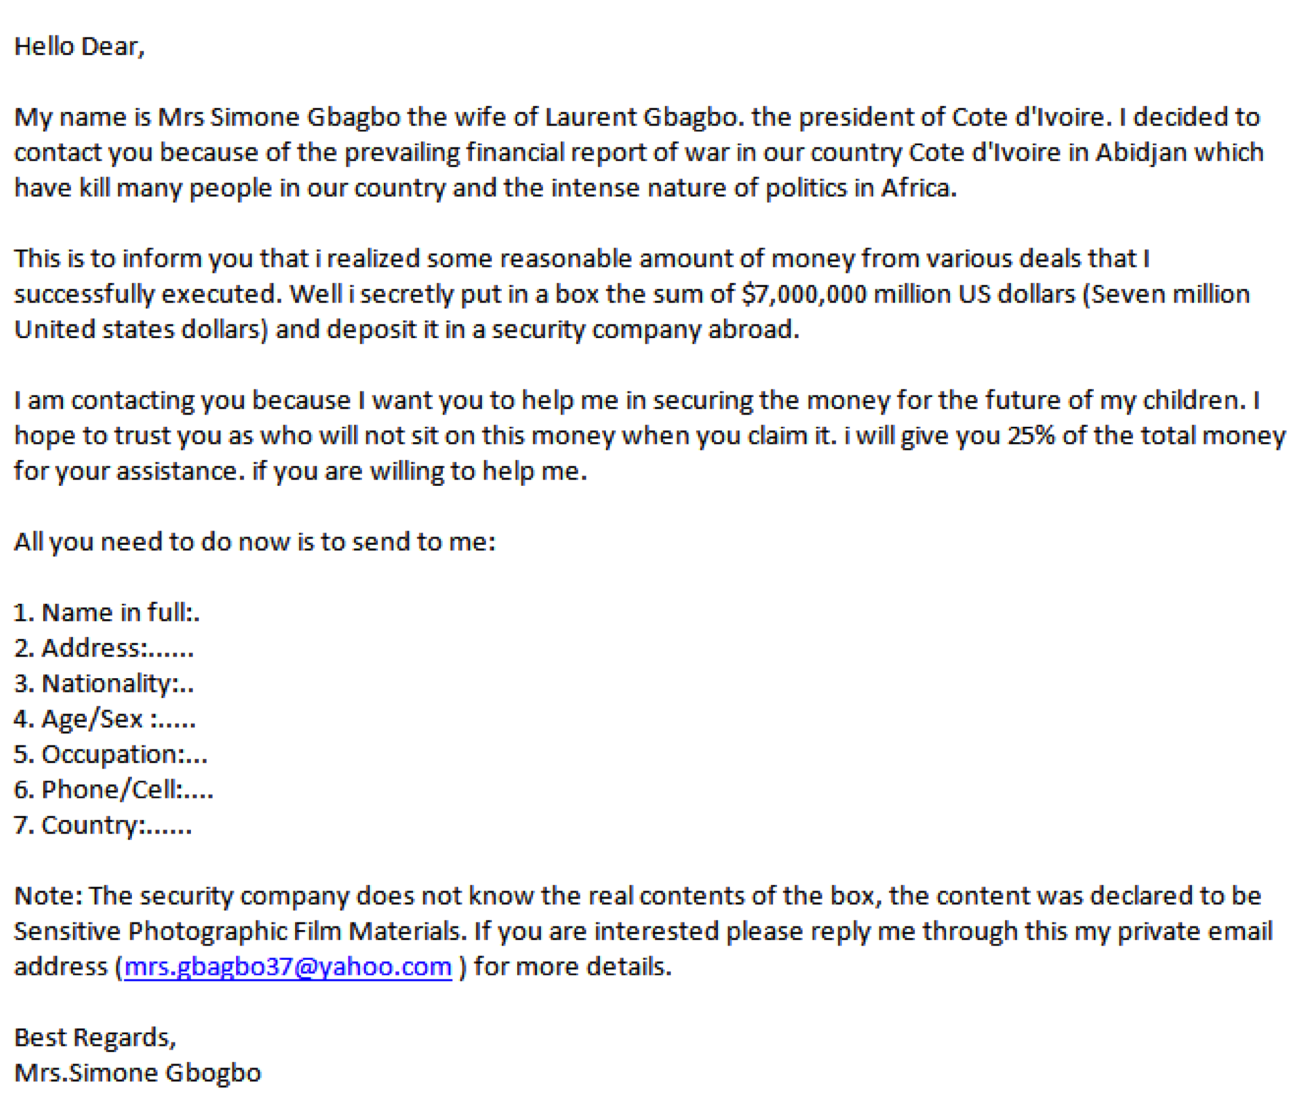 Hello Dear,
My name is Mrs Simone Gbagbo the wife of Laurent Gbagbo. the president of Cote d'Ivoire. I decided to
contact you because of the prevailing financial report of war in our country Cote d'Ivoire in Abidjan which
have kill many people in our country and the intense nature of politics in Africa.
This is to inform you that i realized some reasonable amount of money from various deals that I
successfully executed. Well i secretly put in a box the sum of $7,000,000 million US dollars (Seven million
United states dollars) and deposit it in a security company abroad.
I am contacting you because I want you to help me in securing the money for the future of my children. I
hope to trust you as who will not sit on this money when you claim it. i will give you 25% of the total money
for your assistance. if you are willing to help me.
All you need to do now is to send to me:
1. Name in full:.
2. Address:......
3. Nationality:..
4. Age/Sex :.....
5. Occupation:...
6. Phone/Cell:....
7. Country:......
Note: The security company does not know the real contents of the box, the content was declared to be
Sensitive Photographic Film Materials. If you are interested please reply me through this my private email
address (mrs.gbagbo37@yahoo.com ) for more details.
Best Regards,
Mrs.Simone Gbogbo